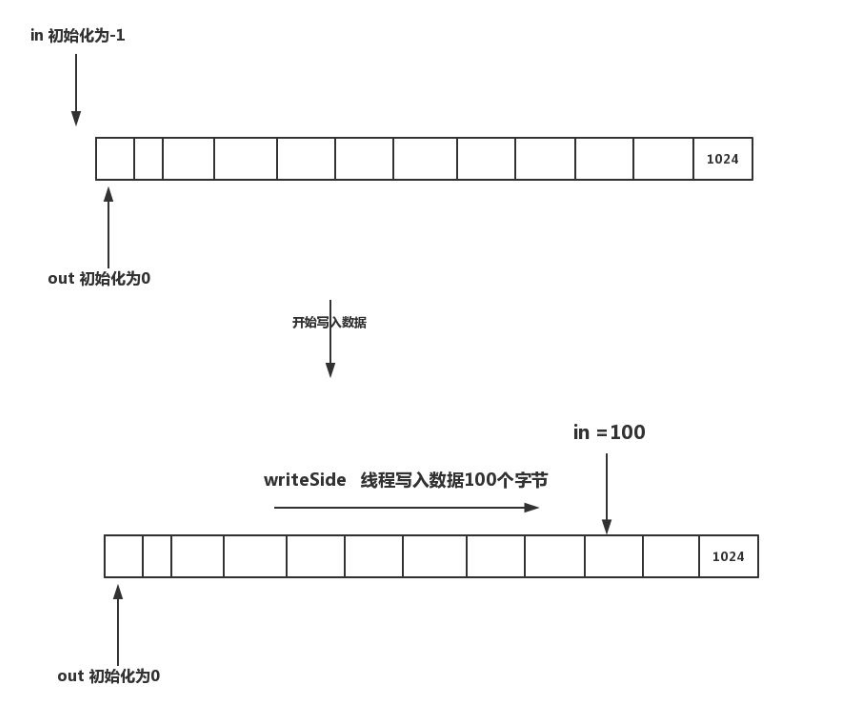 in 初始化为-1
1024
out 初始化为0
开始写入数据
in =100
writeSide 线程写入数据100个字节
1024
out 初始化为0